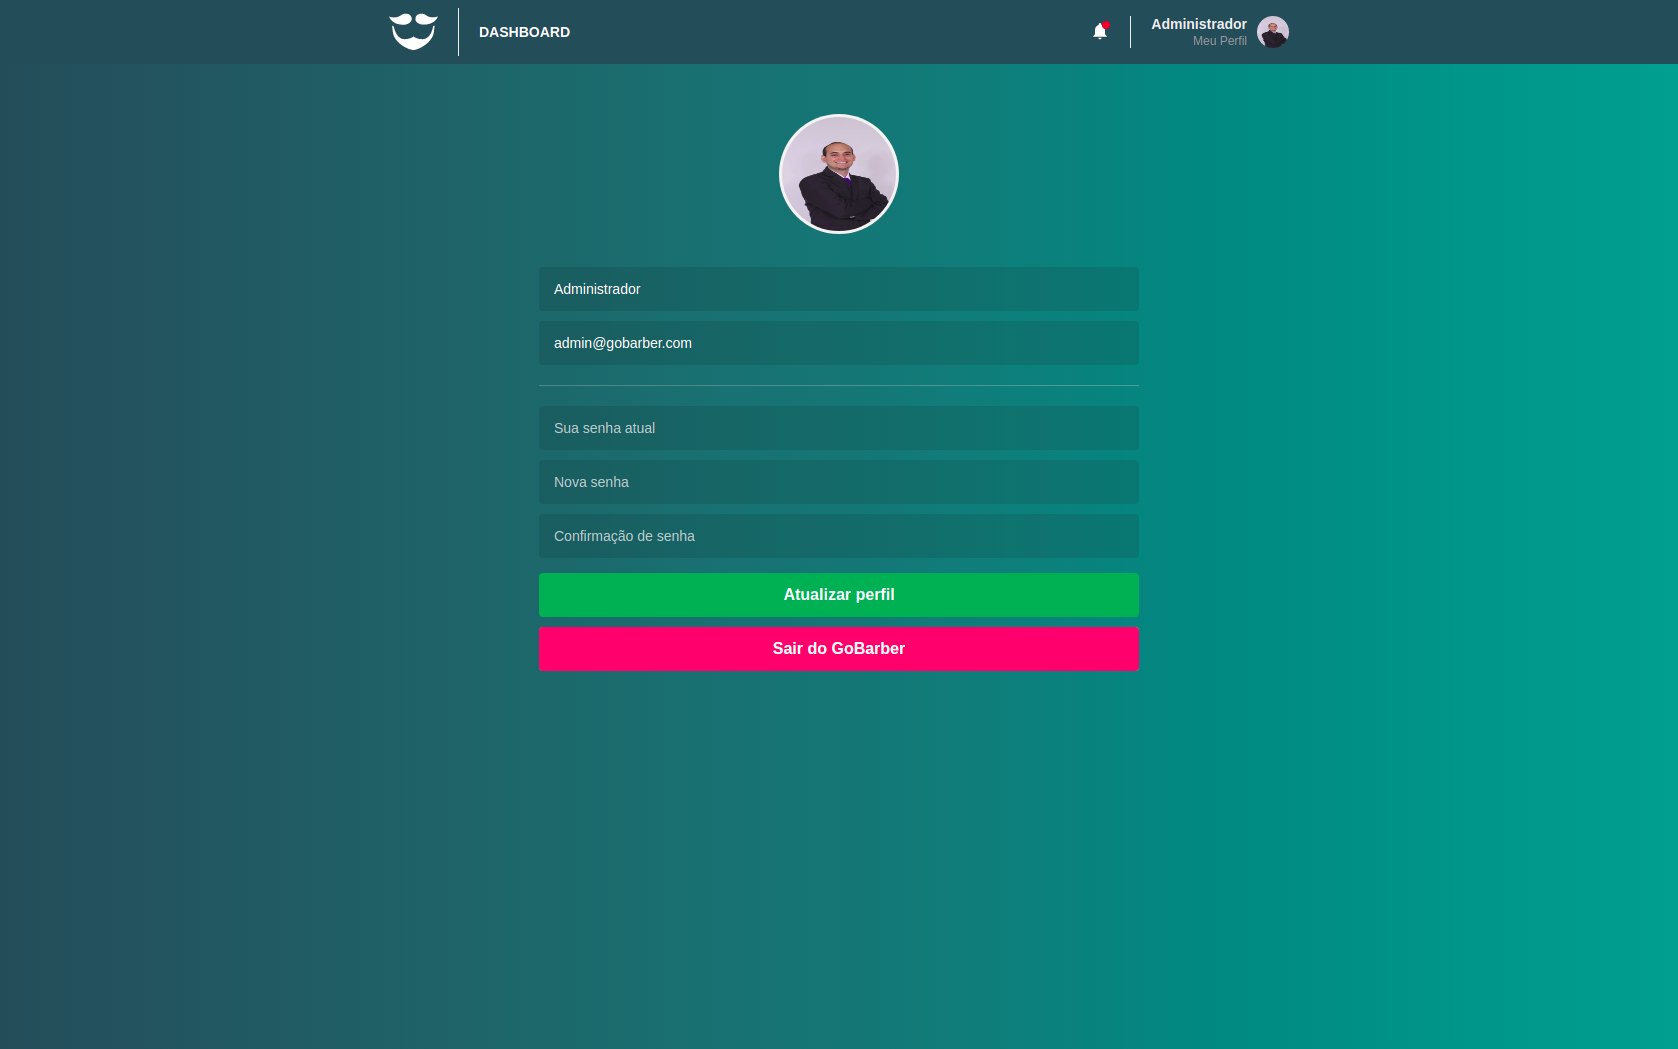 DASHBOARD
Administrador
Meu Perfil
Administrador
admin@gobarber.com
Sua senha atual
Nova senha
Confirmação de senha
Atualizar perfil
Sair do GoBarber